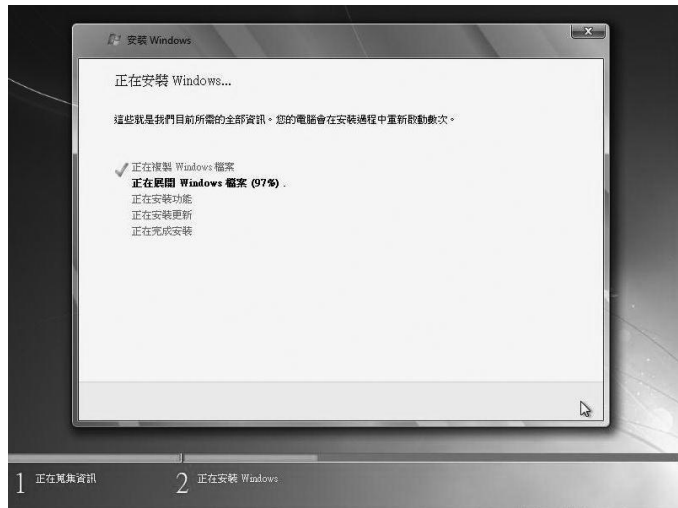 安裝 Windows
正在安裝 Windows...
這些就是我們目前所需的全部資訊。您的電腦會在安裝過程中重新啟動數次。
正在複製 Windows 檔案
正在展開 Windows 檔案 (97%) .
正在安裝功能
正在安裝更新
正在完成安裝
1 正在蒐集資訊
2 正在安裝 Windows